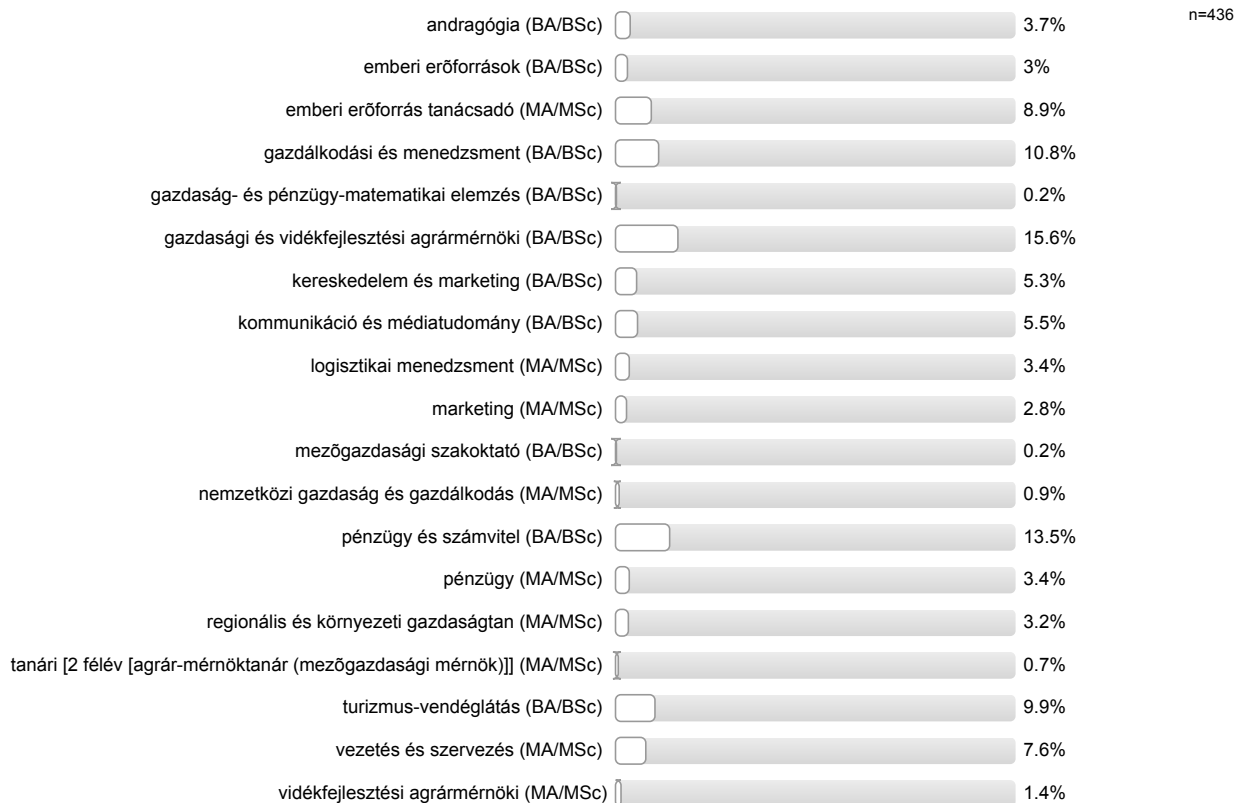 n=436
andragógia (BA/BSc) 3.7%
emberi erõforrások (BA/BSc) 3%
emberi erõforrás tanácsadó (MA/MSc) 8.9%
gazdálkodási és menedzsment (BA/BSc) 10.8%
gazdaság- és pénzügy-matematikai elemzés (BA/BSc) 0.2%
gazdasági és vidékfejlesztési agrármérnöki (BA/BSc) 15.6%
kereskedelem és marketing (BA/BSc) 5.3%
kommunikáció és médiatudomány (BA/BSc) 5.5%
logisztikai menedzsment (MA/MSc) 3.4%
marketing (MA/MSc) 2.8%
mezõgazdasági szakoktató (BA/BSc) 0.2%
nemzetközi gazdaság és gazdálkodás (MA/MSc) 0.9%
pénzügy és számvitel (BA/BSc) 13.5%
pénzügy (MA/MSc) 3.4%
regionális és környezeti gazdaságtan (MA/MSc) 3.2%
tanári [2 félév [agrár-mérnöktanár (mezõgazdasági mérnök)]] (MA/MSc) 0.7%
turizmus-vendéglátás (BA/BSc) 9.9%
vezetés és szervezés (MA/MSc) 7.6%
vidékfejlesztési agrármérnöki (MA/MSc) 1.4%